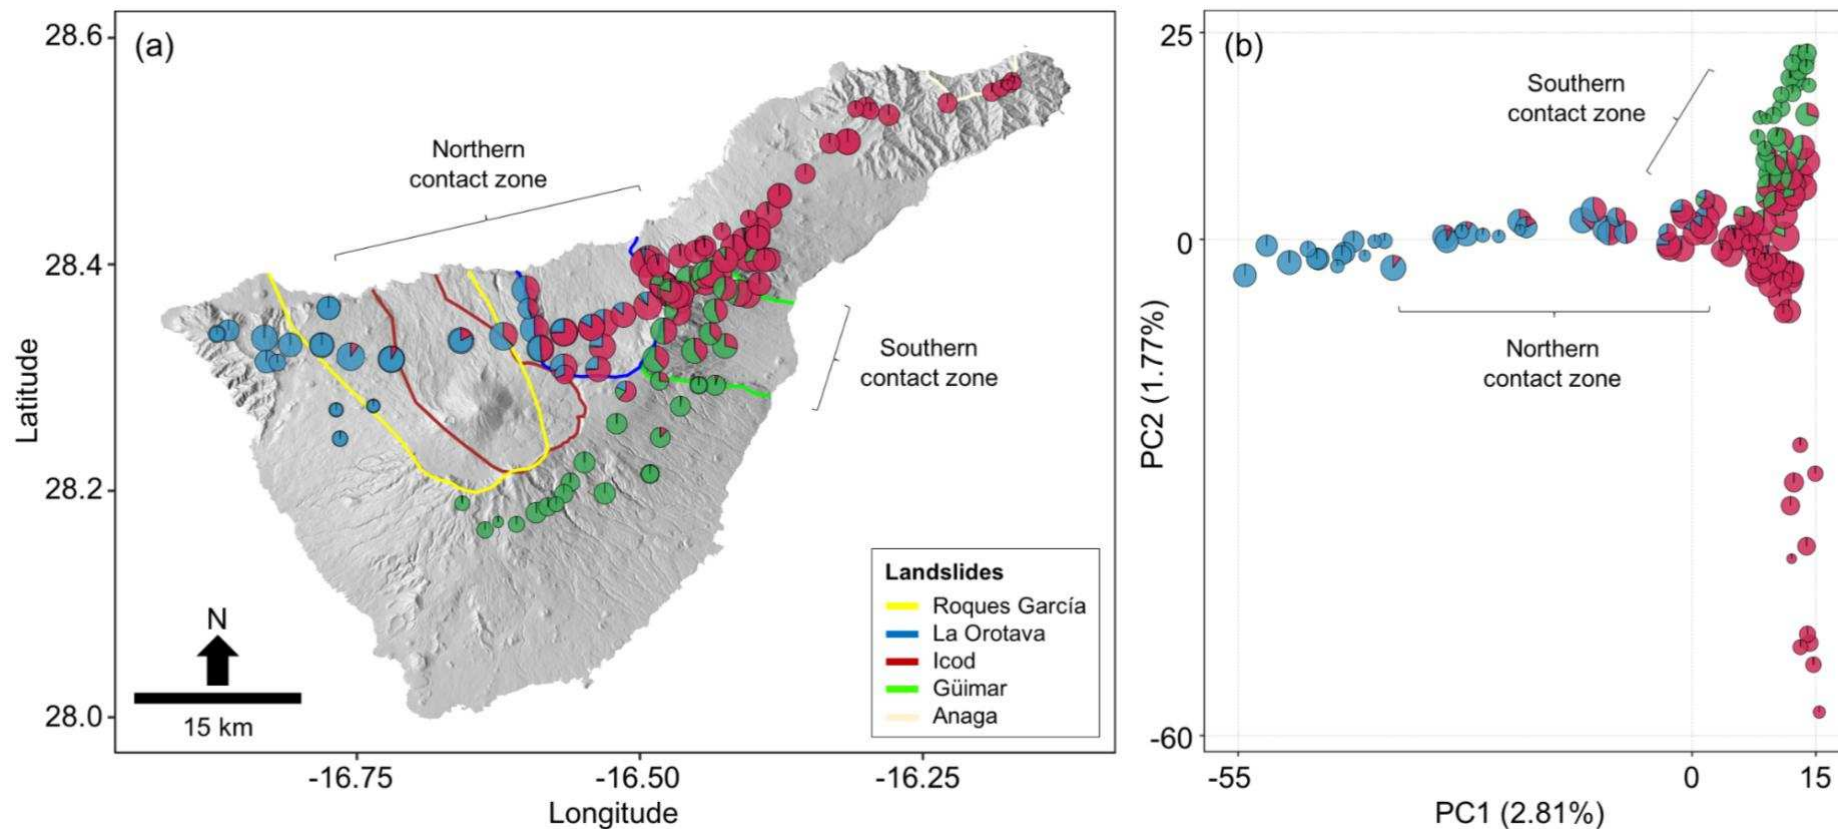 (a)
28.6
28.4
28.2
28.0
Latitude
Northern
contact zone
Southern
contact zone
N
15 km
Landslides
Roques García
La Orotava
Icod
Güimar
Anaga
-16.75
-16.50
-16.25
Longitude
(b)
25
0
-60
PC2 (1.77%)
Southern
contact zone
Northern
contact zone
-55
0
15
PC1 (2.81%)